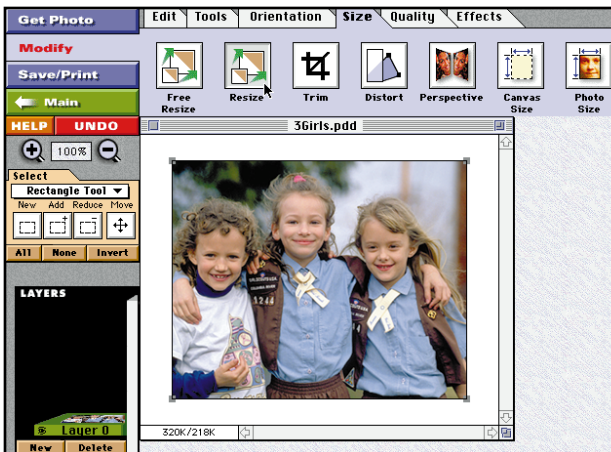 Get Photo
Modify
Save/Print
Main
HELP UNDO
100%
Select
Rectangle Tool
New Add Reduce Move
All None Invert
LAYERS
Layer 0
New Delete
Edit Tools Orientation Size Quality Effects
Free Resize
Resize
Trim
Distort
Perspective
Canvas Size
Photo Size
3Girls.pdd
1244
320K/218K